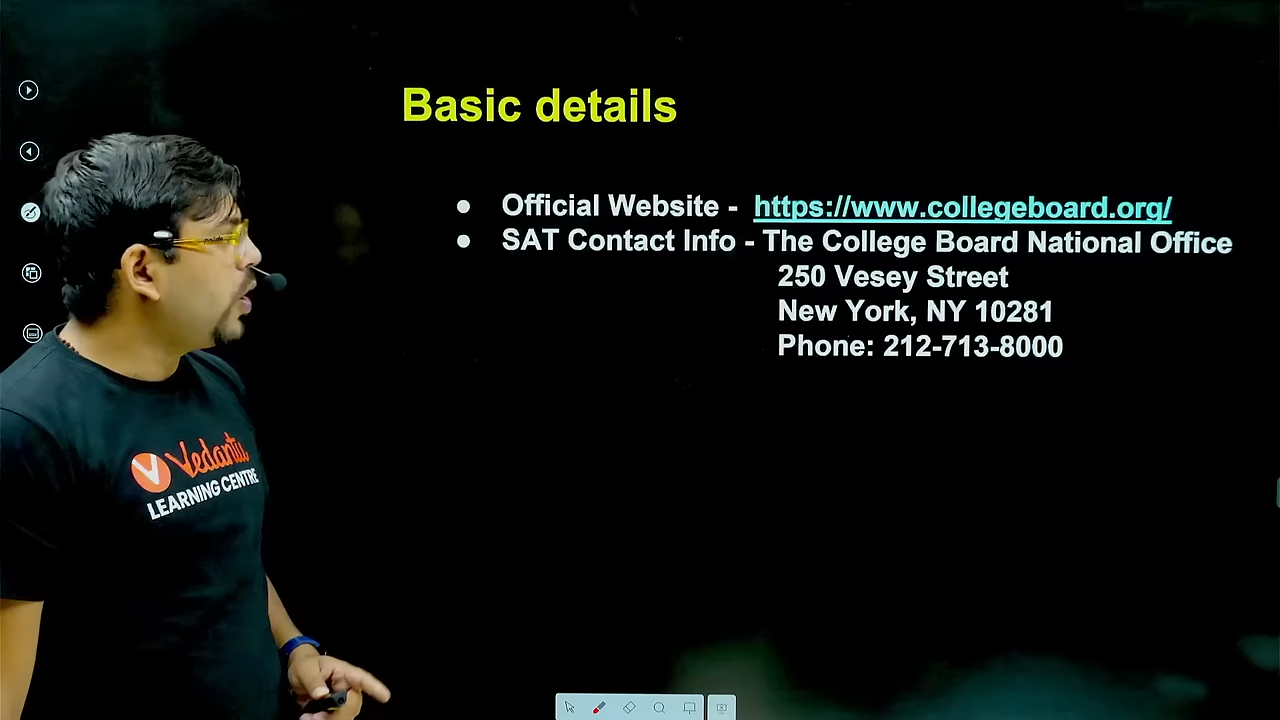 Basic details
● Official Website - https://www.collegeboard.org/
● SAT Contact Info - The College Board National Office
250 Vesey Street
New York, NY 10281
Phone: 212-713-8000
Vedantu
LEARNING CENTRE